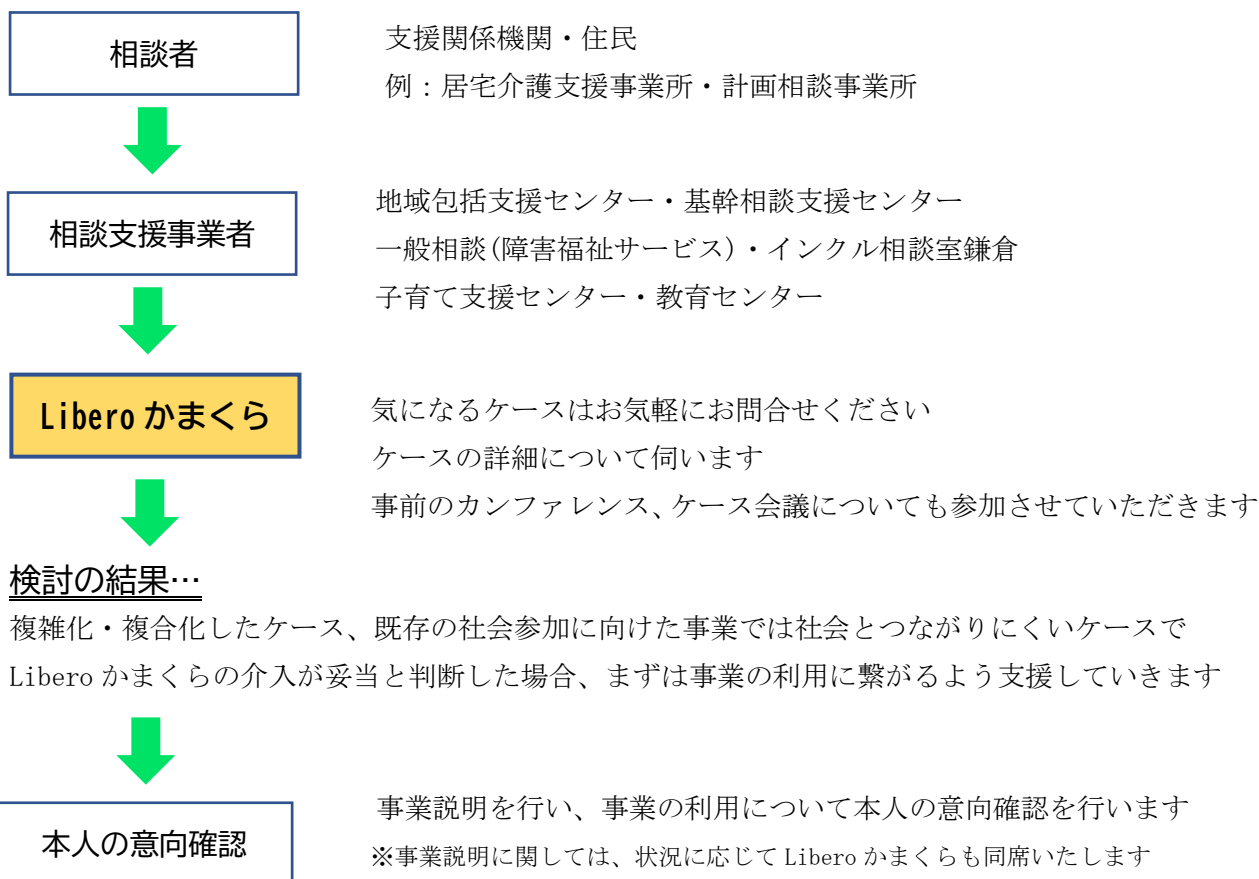 相談者
支援関係機関・住民
例：居宅介護支援事業所・計画相談事業所
相談支援事業者
地域包括支援センター・基幹相談支援センター
一般相談(障害福祉サービス)・インクル相談室鎌倉
子育て支援センター・教育センター
Libero かまくら
気になるケースはお気軽にお問合せください
ケースの詳細について伺います
事前のカンファレンス、ケース会議についても参加させていただきます
検討の結果…
複雑化・複合化したケース、既存の社会参加に向けた事業では社会とつながりにくいケースで
Libero かまくらの介入が妥当と判断した場合、まずは事業の利用に繋がるよう支援していきます
本人の意向確認
事業説明を行い、事業の利用について本人の意向確認を行います
※事業説明に関しては、状況に応じて Libero かまくらも同席いたします